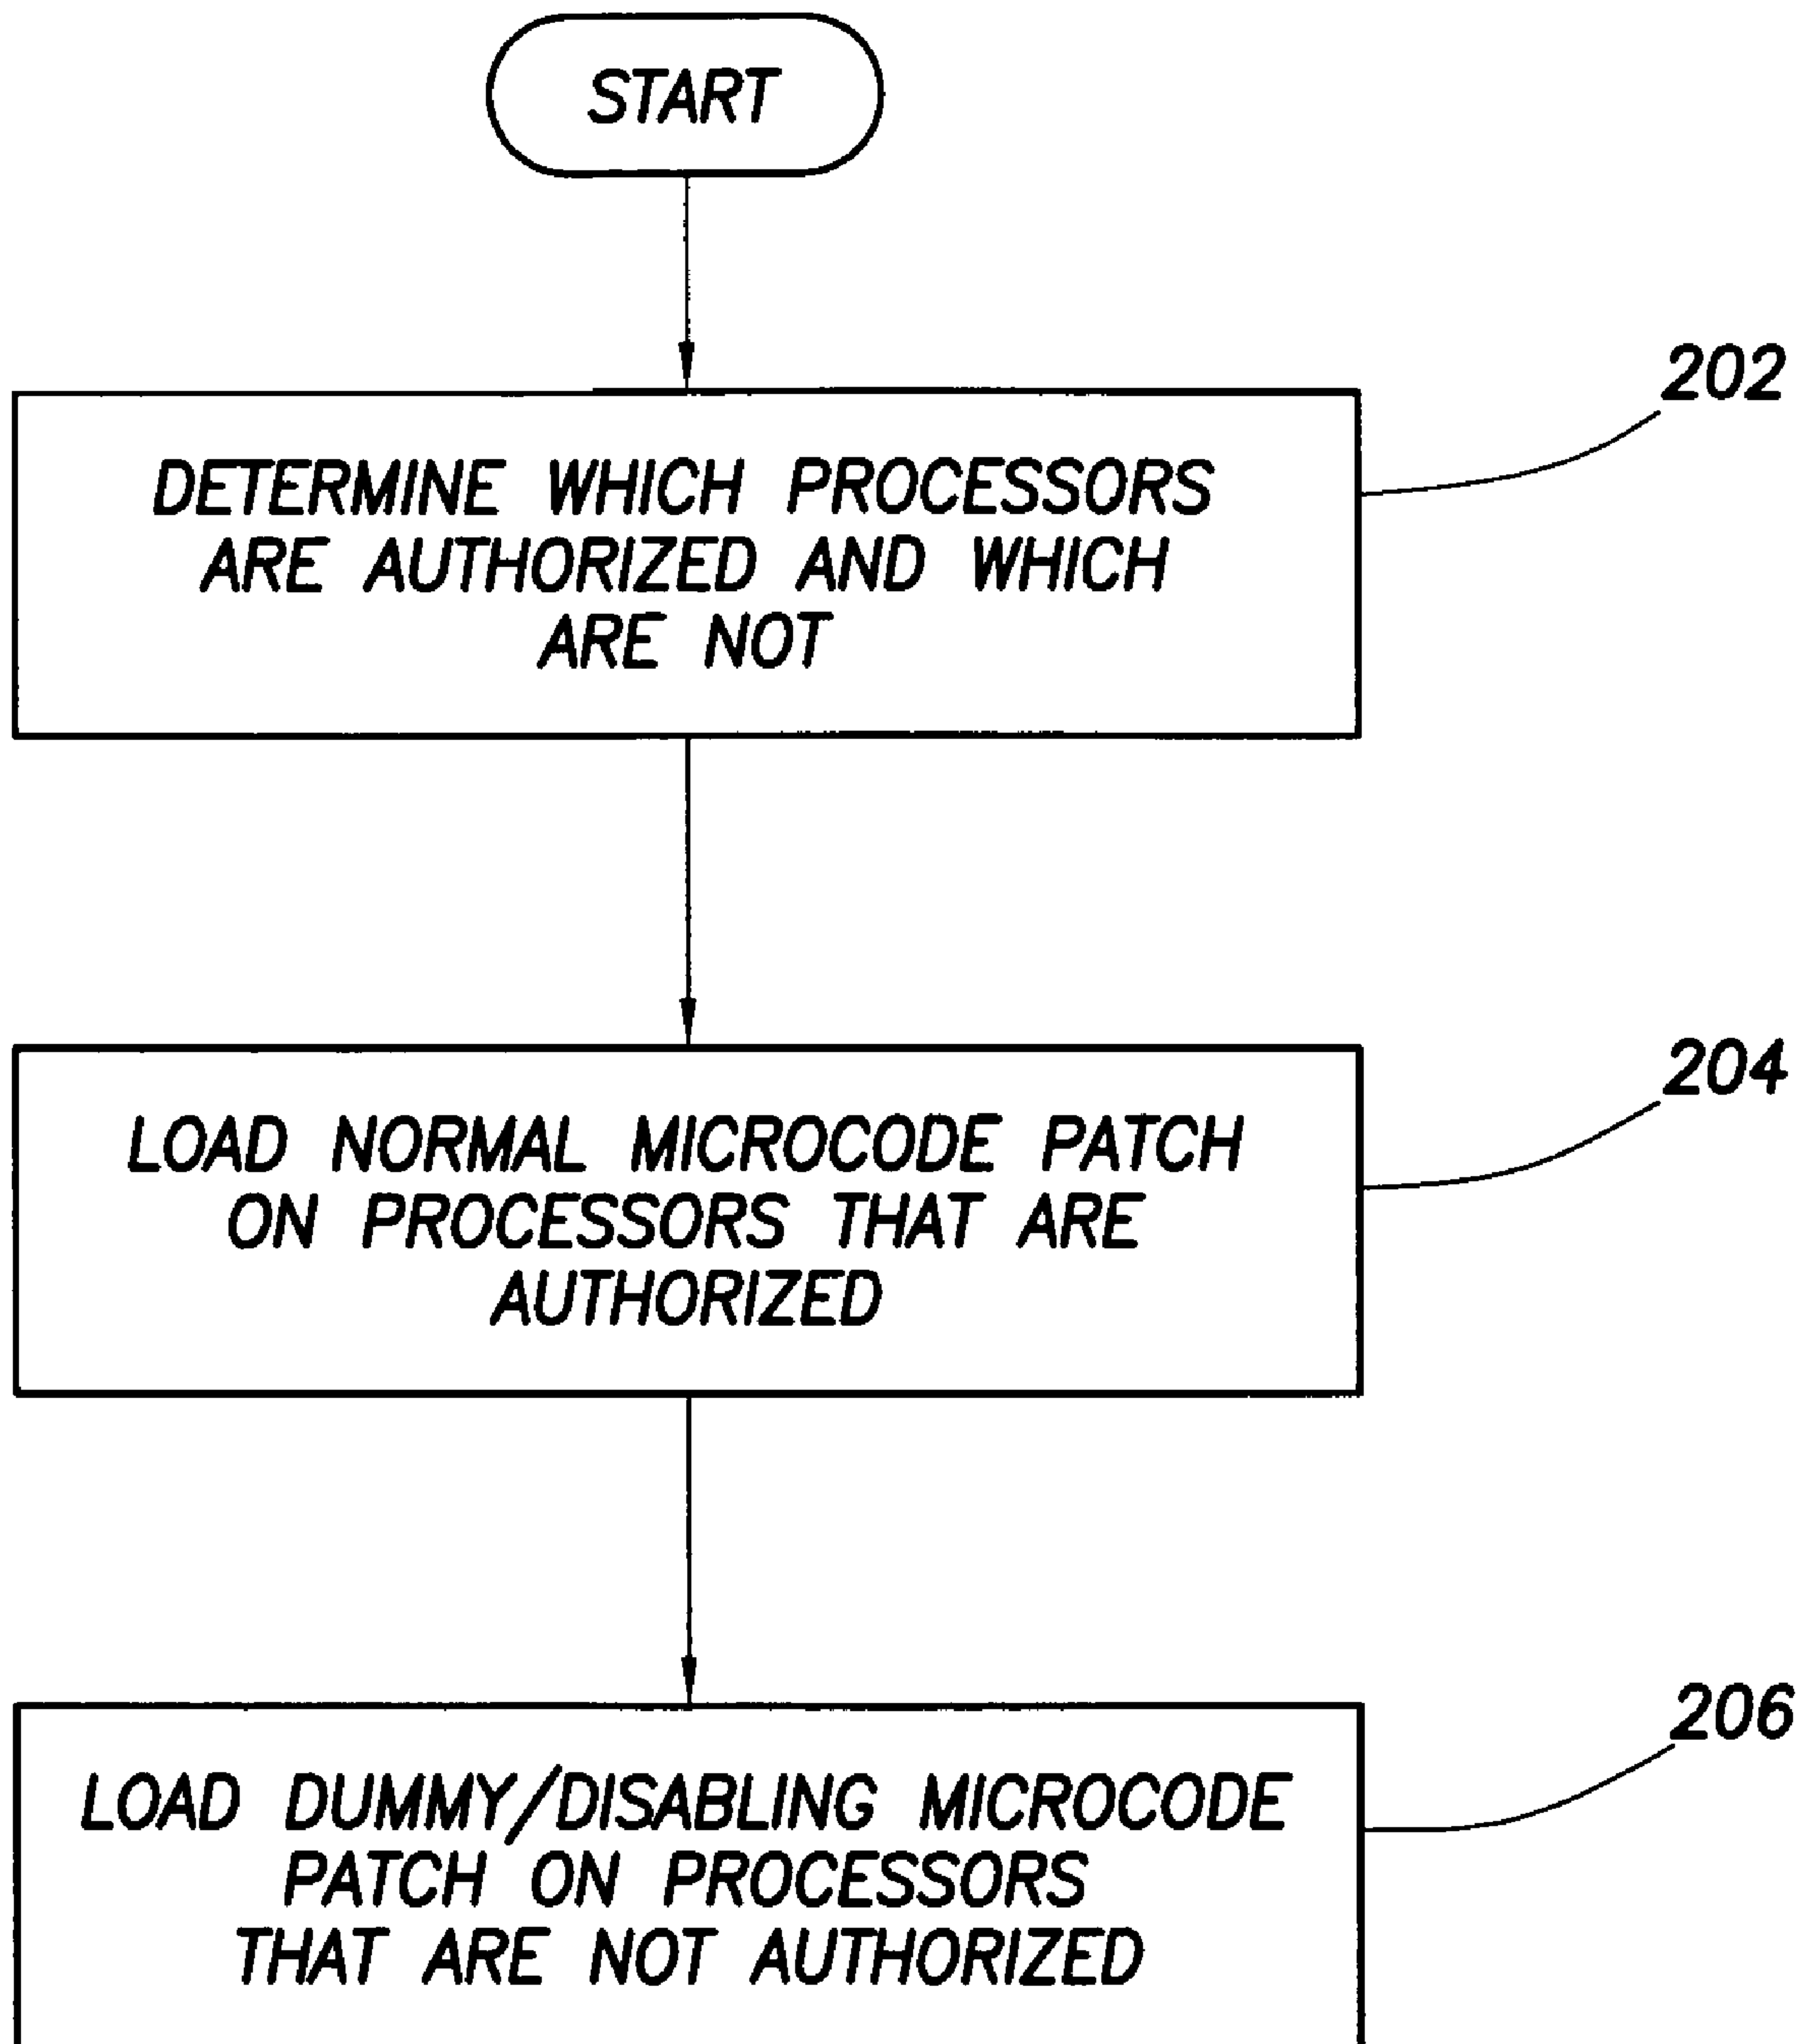 START
202
DETERMINE WHICH PROCESSORS
ARE AUTHORIZED AND WHICH
ARE NOT
204
LOAD NORMAL MICROCODE PATCH
ON PROCESSORS THAT ARE
AUTHORIZED
206
LOAD DUMMY/DISABLING MICROCODE
PATCH ON PROCESSORS
THAT ARE NOT AUTHORIZED